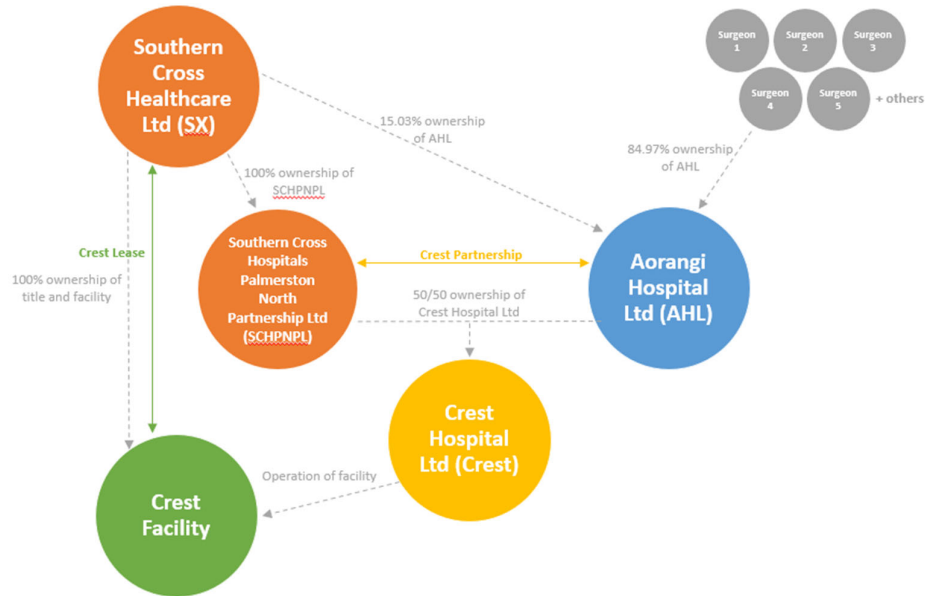 Southern
Cross
Healthcare
Ltd (SX)
Surgeon
1
Surgeon
2
Surgeon
3
Surgeon
4
Surgeon
5
+ others
15.03% ownership
of AHL
84.97% ownership
of AHL
100% ownership of
SCHPNPL
Crest Lease
100% ownership of
title and facility
Southern Cross
Hospitals
Palmerston
North
Partnership Ltd
(SCHPNPL)
Crest Partnership
50/50 ownership of
Crest Hospital Ltd
Aorangi
Hospital
Ltd (AHL)
Crest
Hospital
Ltd (Crest)
Operation of facility
Crest
Facility